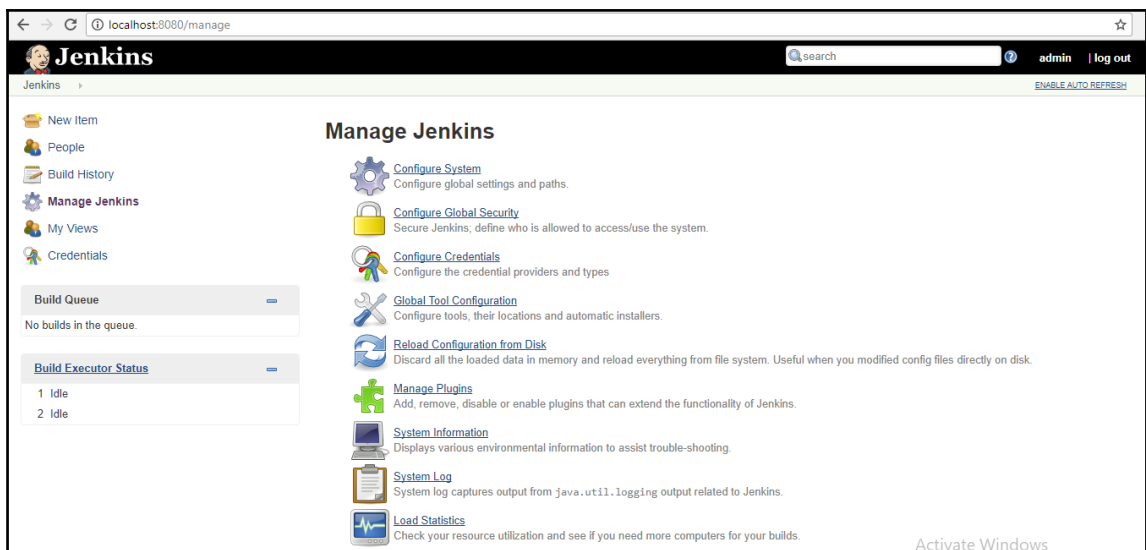 localhost:8080/manage
Jenkins
search
admin | log out
Jenkins
ENABLE AUTO REFRESH
New Item
People
Build History
Manage Jenkins
My Views
Credentials
Build Queue
No builds in the queue.
Build Executor Status
1 Idle
2 Idle
Manage Jenkins
Configure System
Configure global settings and paths.
Configure Global Security
Secure Jenkins; define who is allowed to access/use the system.
Configure Credentials
Configure the credential providers and types
Global Tool Configuration
Configure tools, their locations and automatic installers.
Reload Configuration from Disk
Discard all the loaded data in memory and reload everything from file system. Useful when you modified config files directly on disk.
Manage Plugins
Add, remove, disable or enable plugins that can extend the functionality of Jenkins.
System Information
Displays various environmental information to assist trouble-shooting.
System Log
System log captures output from java.util.logging output related to Jenkins.
Load Statistics
Check your resource utilization and see if you need more computers for your builds.
Activate Windows